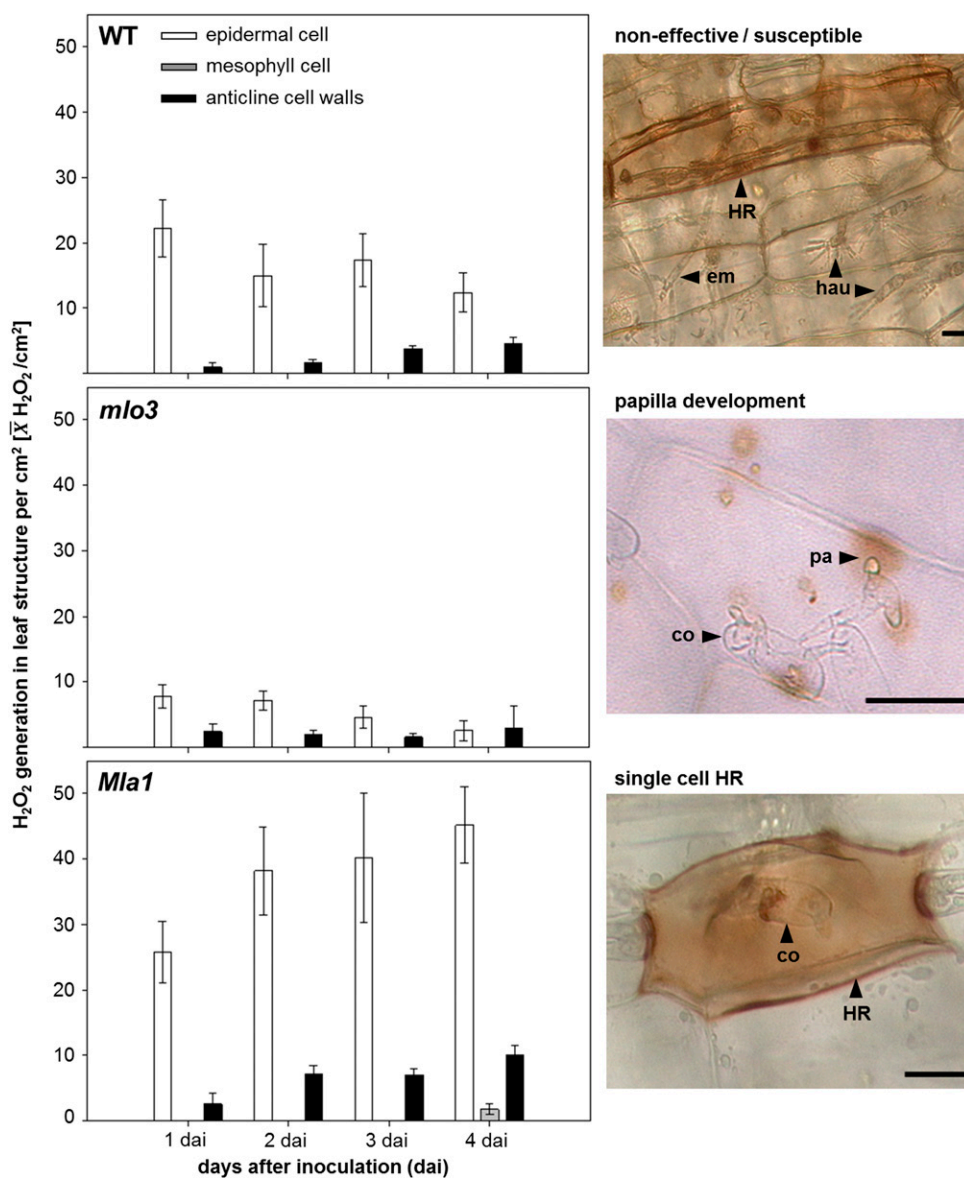 H₂O₂ generation in leaf structure per cm² [X̅ H₂O₂ /cm²]
WT
epidermal cell
mesophyll cell
anticline cell walls
50
40
30
20
10
non-effective / susceptible
HR
em
hau
mlo3
50
40
30
20
10
papilla development
pa
co
Mla1
50
40
30
20
10
0
1 dai
2 dai
3 dai
4 dai
days after inoculation (dai)
single cell HR
co
HR